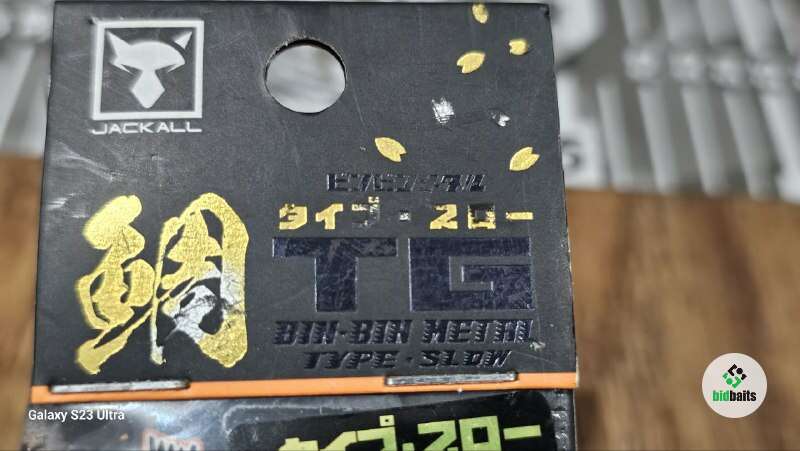 JACKALL
ビンビンメタル
タイプ・スロー
鯛
TG
BIN-BIN METAL
TYPE・SLOW
タイプ・スロー
Galaxy S23 Ultra
bidbaits